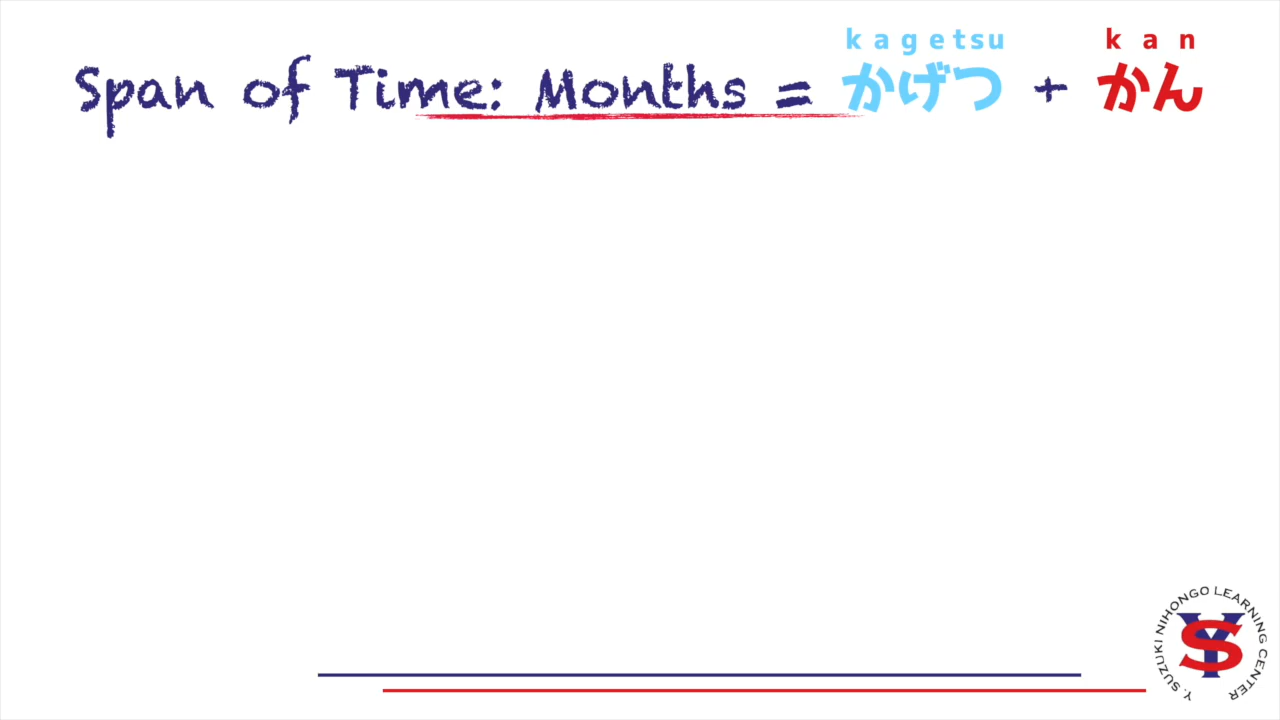 kagetsu kan
Span of Time: Months = かげつ + かん
Y. SUZUKI NIHONGO LEARNING CENTER
YS